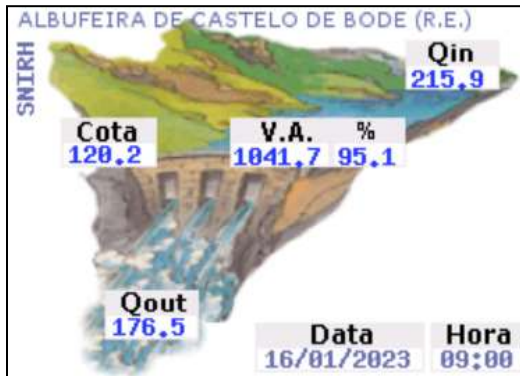 ALBUFEIRA DE CASTELO DE BODE (R.E.)
SNIRH
Qin
215.9
Cota
120.2
V.A. %
1041.7 95.1
Qout
176.5
Data Hora
16/01/2023 09:00